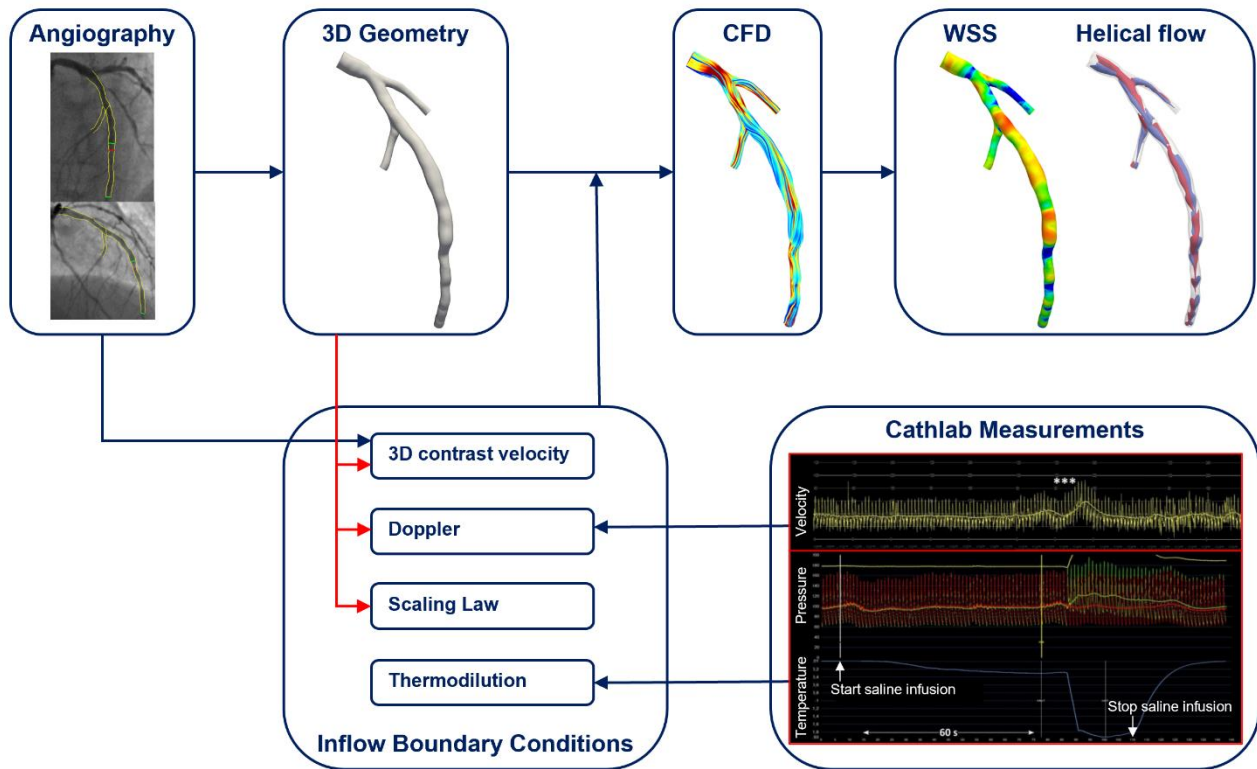 Angiography
3D Geometry
CFD
WSS
Helical flow
3D contrast velocity
Doppler
Scaling Law
Thermodilution
Inflow Boundary Conditions
Cathlab Measurements
Velocity
***
Pressure
Temperature
Start saline infusion
Stop saline infusion
60 s